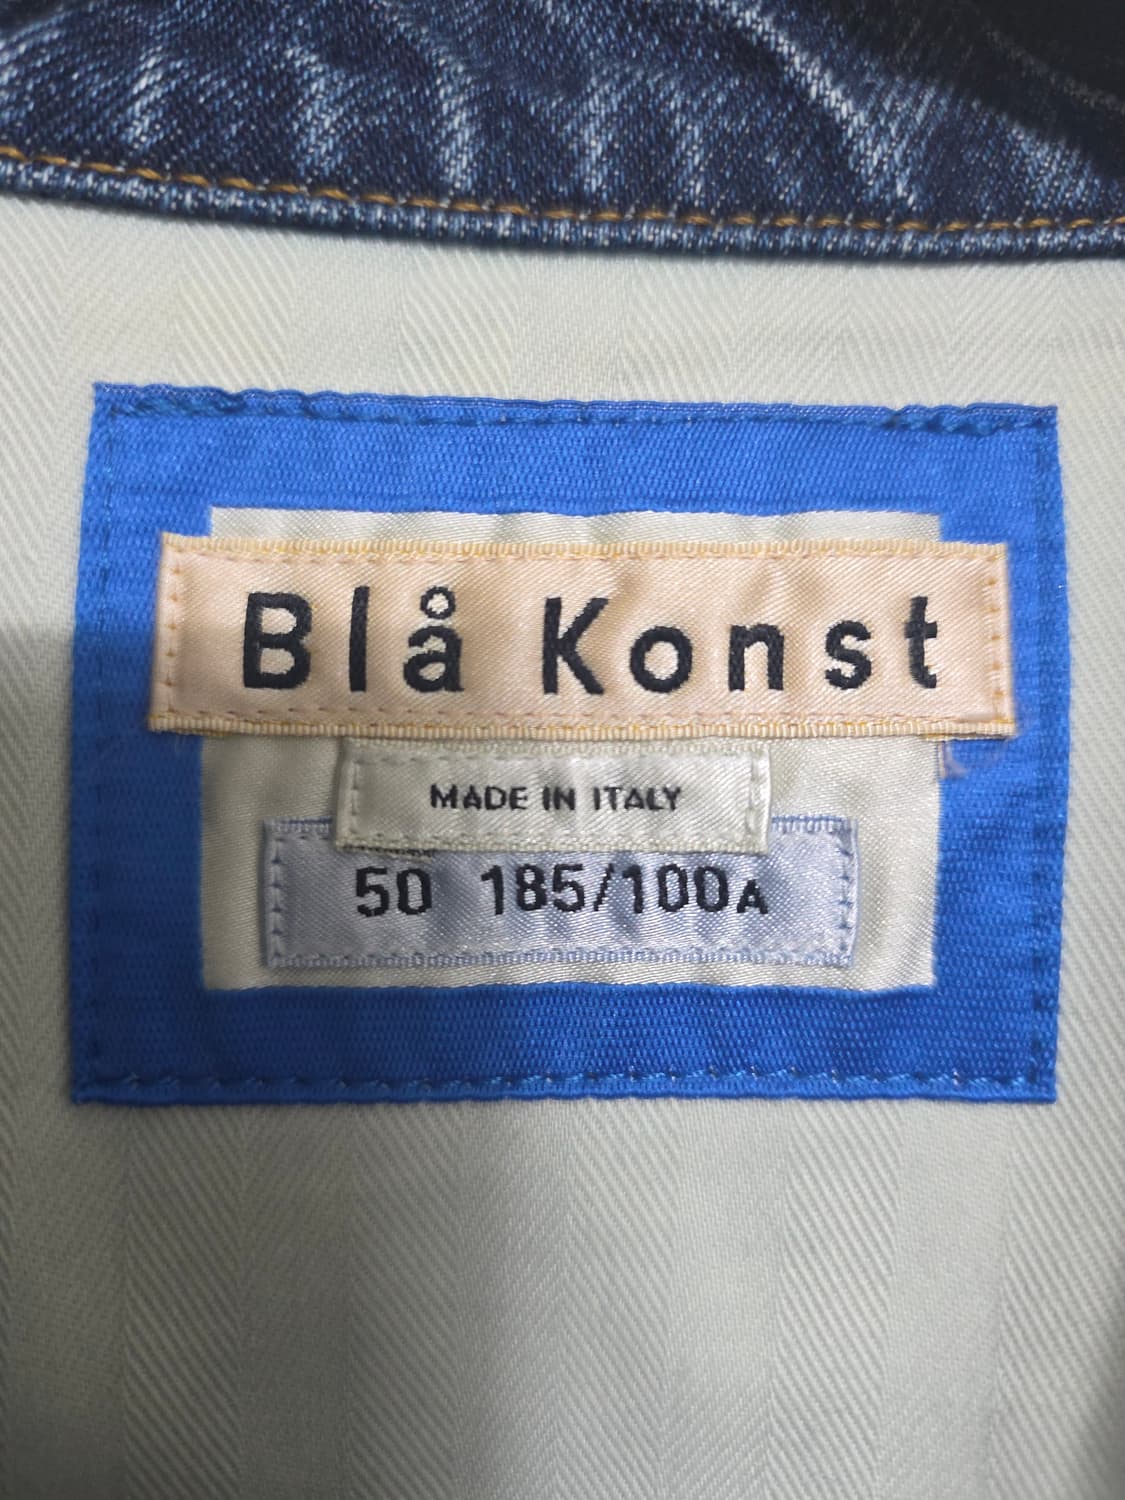 Blå Konst
MADE IN ITALY
50 185/100A